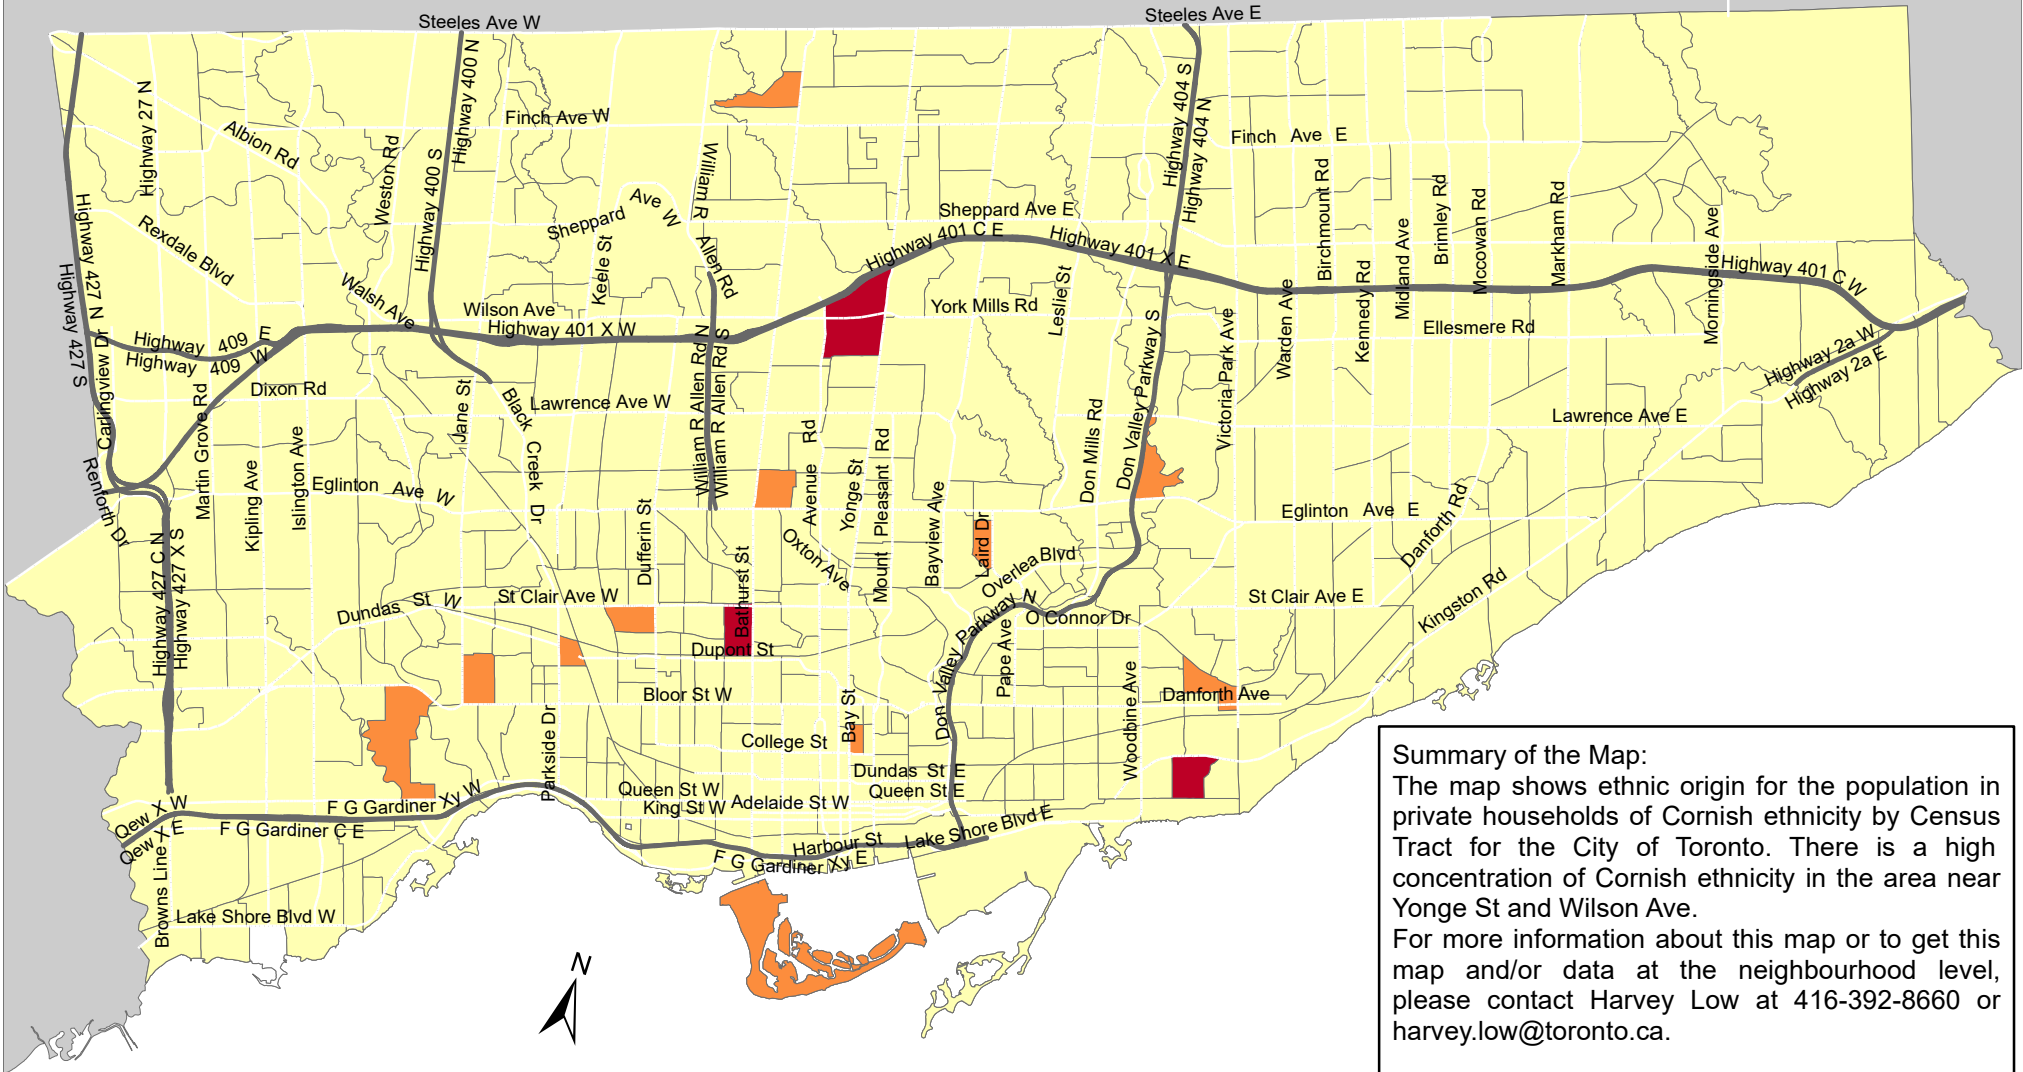 Steeles Ave W
Steeles Ave E
Highway 27 N
Albion Rd
Weston Rd
Highway 400 N
Highway 400 S
Finch Ave W
William R
Allen Rd
Highway 404 S
Highway 404 N
Finch Ave E
Highway 427 N
Highway 427 S
Rexdale Blvd
Walsh Ave
Sheppard Ave W
Keele St
Sheppard Ave E
Highway 401 C E
Highway 401 X E
Leslie St
Birchmount Rd
Kennedy Rd
Midland Ave
Brimley Rd
Mccowan Rd
Markham Rd
Morningside Ave
Highway 401 C W
Wilson Ave
Highway 401 X W
York Mills Rd
Ellesmere Rd
Highway 409 E
Highway 409 W
Carlingview Dr
Dixon Rd
Martin Grove Rd
Jane St
Black Creek Dr
Lawrence Ave W
William R Allen Rd N
William R Allen Rd S
Don Valley Parkway S
Victoria Park Ave
Warden Ave
Highway 2a W
Highway 2a E
Lawrence Ave E
Renforth Dr
Kipling Ave
Islington Ave
Eglinton Ave W
Avenue Rd
Yonge St
Mount Pleasant Rd
Bayview Ave
Don Mills Rd
Eglinton Ave E
Danforth Rd
Highway 427 C N
Highway 427 X S
Dufferin St
Bathurst St
Oxton Ave
Laird Dr
Overlea Blvd
Dundas St W
St Clair Ave W
Don Valley Parkway N
O Connor Dr
Pape Ave
St Clair Ave E
Kingston Rd
Dupont St
Bloor St W
Bay St
Woodbine Ave
Danforth Ave
Parkside Dr
College St
Dundas St E
Queen St E
Queen St W
King St W
Adelaide St W
Qew X W
Qew X E
F G Gardiner Xy W
F G Gardiner C E
Harbour St
Lake Shore Blvd E
F G Gardiner Xy E
Browns Line
Lake Shore Blvd W
N
Summary of the Map:
The map shows ethnic origin for the population in
private households of Cornish ethnicity by Census
Tract for the City of Toronto. There is a high
concentration of Cornish ethnicity in the area near
Yonge St and Wilson Ave.
For more information about this map or to get this
map and/or data at the neighbourhood level,
please contact Harvey Low at 416-392-8660 or
harvey.low@toronto.ca.